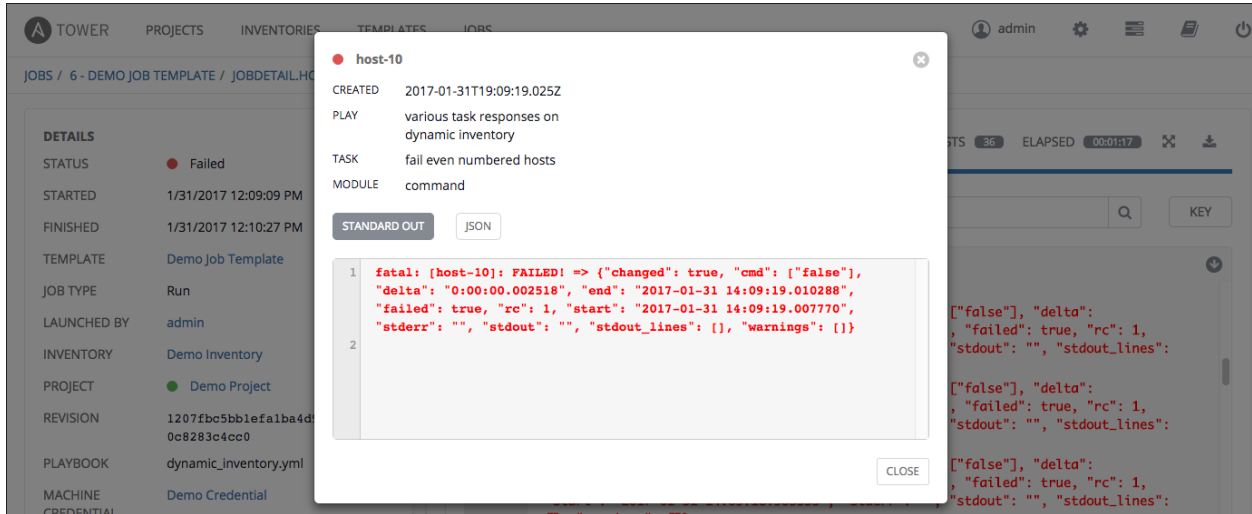 A TOWER PROJECTS INVENTORIES TEMPLATES JOBS admin
JOBS / 6 - DEMO JOB TEMPLATE /
host-10
CREATED 2017-01-31T19:09:19.025Z
PLAY various task responses on
dynamic inventory
TASK fail even numbered hosts
MODULE command
STANDARD OUT JSON
1 fatal: [host-10]: FAILED! => {"changed": true, "cmd": ["false"],
"delta": "0:00:00.002518", "end": "2017-01-31 14:09:19.010288",
"failed": true, "rc": 1, "start": "2017-01-31 14:09:19.007770",
"stderr": "", "stdout": "", "stdout_lines": [], "warnings": []}
2
CLOSE
DETAILS
STATUS Failed
STARTED 1/31/2017 12:09:09 PM
FINISHED 1/31/2017 12:10:27 PM
TEMPLATE Demo Job Template
JOB TYPE Run
LAUNCHED BY admin
INVENTORY Demo Inventory
PROJECT Demo Project
REVISION 1207fbc5bb1efa1ba4d
0c8283c4cc0
PLAYBOOK dynamic_inventory.yml
MACHINE Demo Credential
CREDENTIAL
36 ELAPSED 00:01:17
KEY
["false"], "delta":
, "failed": true, "rc": 1,
"stdout": "", "stdout_lines":
["false"], "delta":
, "failed": true, "rc": 1,
"stdout": "", "stdout_lines":
["false"], "delta":
, "failed": true, "rc": 1,
"stdout": "", "stdout_lines":